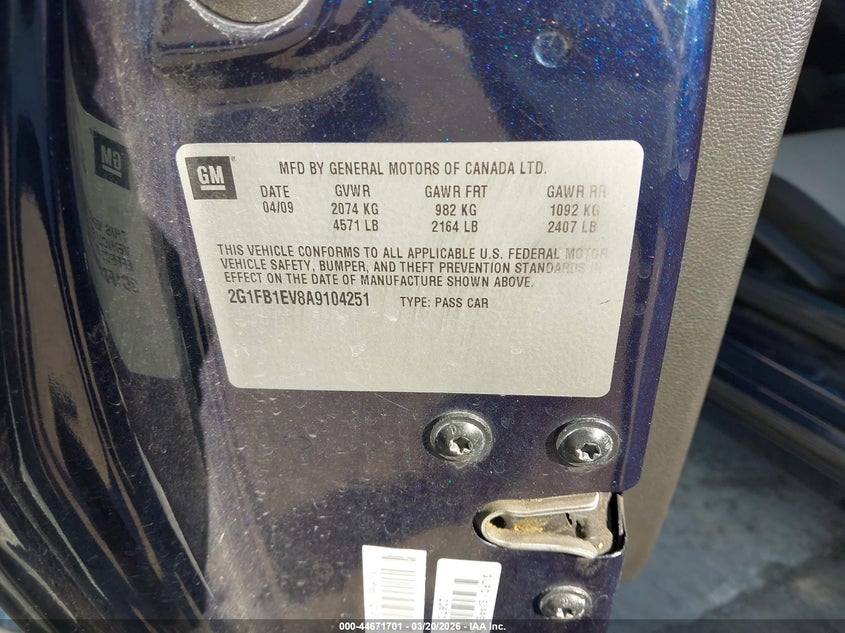 GM
MFD BY GENERAL MOTORS OF CANADA LTD.
DATE GVWR GAWR FRT GAWR RR
04/09 2074 KG 982 KG 1092 KG
4571 LB 2164 LB 2407 LB
THIS VEHICLE CONFORMS TO ALL APPLICABLE U.S. FEDERAL MOTOR
VEHICLE SAFETY, BUMPER, AND THEFT PREVENTION STANDARDS IN
EFFECT ON THE DATE OF MANUFACTURE SHOWN ABOVE.
2G1FB1EV8A9104251 TYPE: PASS CAR
000-44671701 - 03/20/2026 - IAA, Inc.